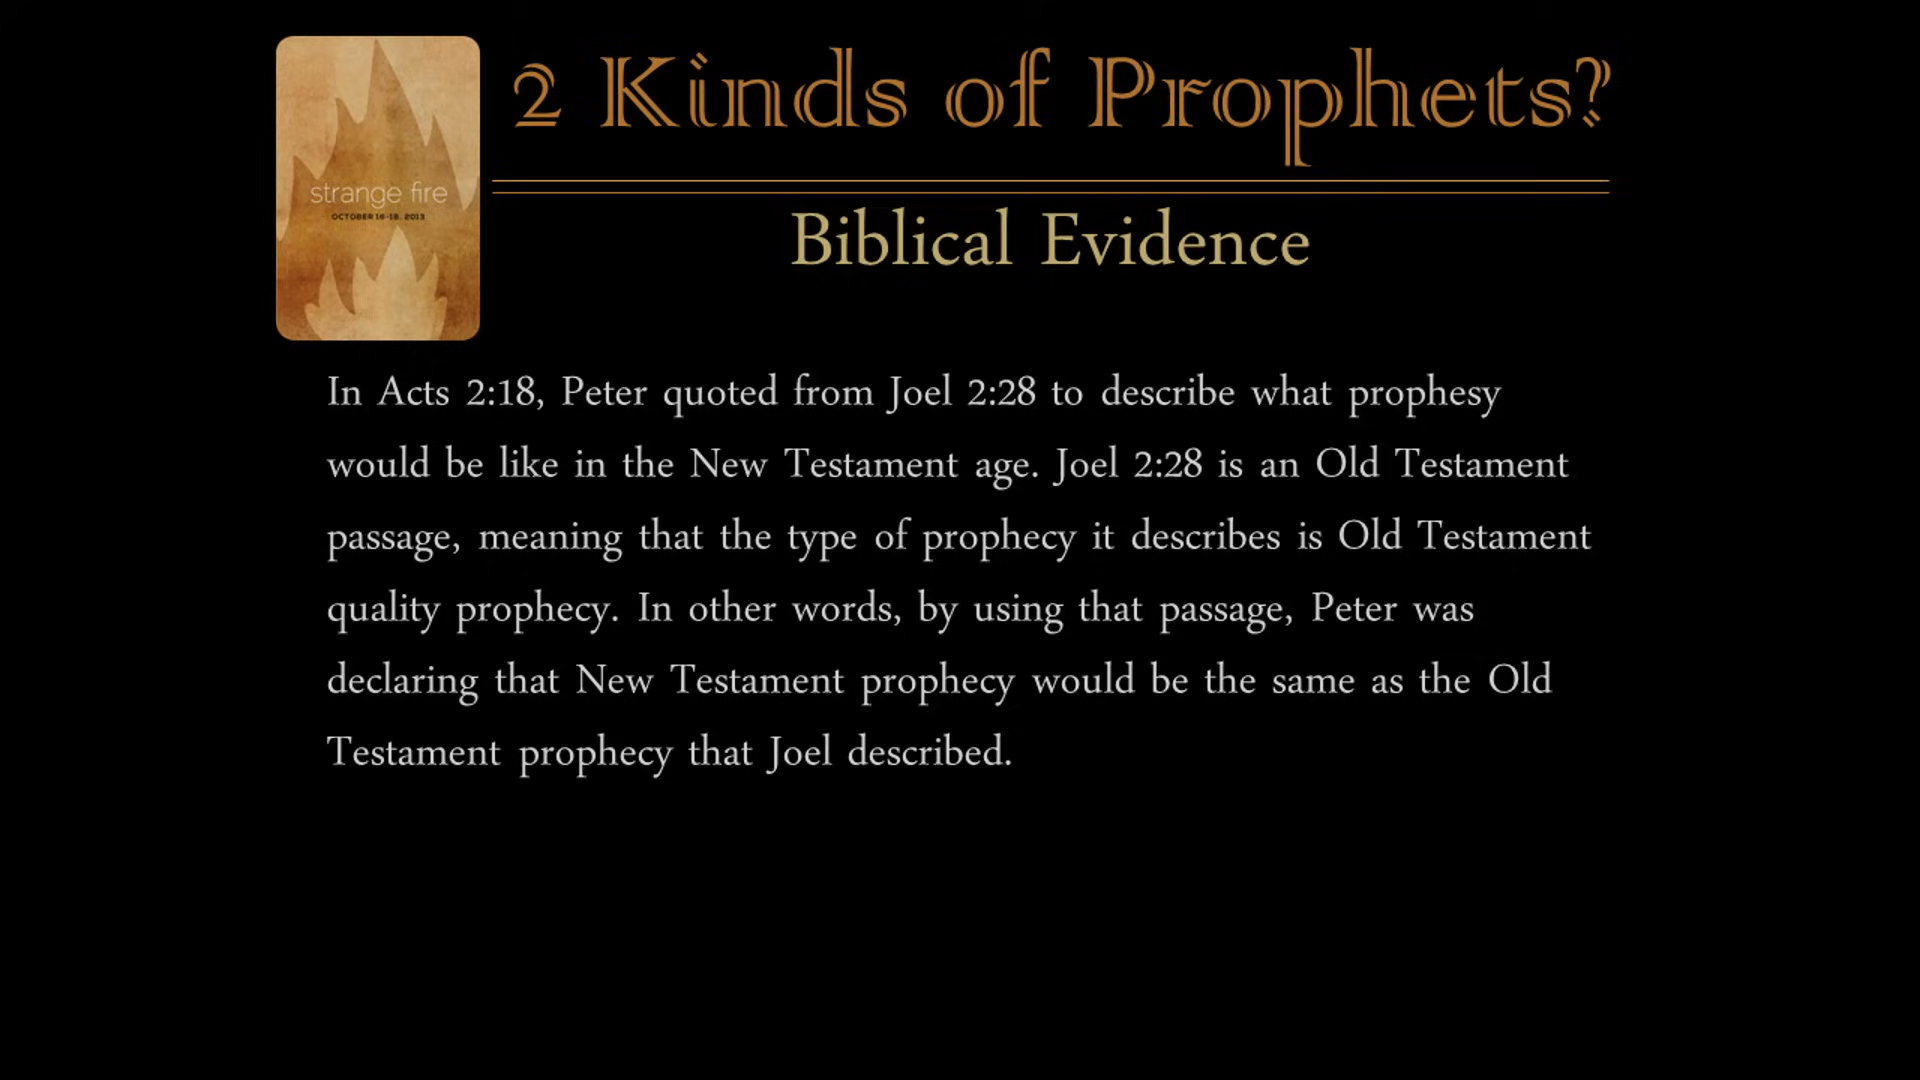 2 Kinds of Prophets?
strange fire
OCTOBER 16-18, 2013
Biblical Evidence
In Acts 2:18, Peter quoted from Joel 2:28 to describe what prophesy
would be like in the New Testament age. Joel 2:28 is an Old Testament
passage, meaning that the type of prophecy it describes is Old Testament
quality prophecy. In other words, by using that passage, Peter was
declaring that New Testament prophecy would be the same as the Old
Testament prophecy that Joel described.